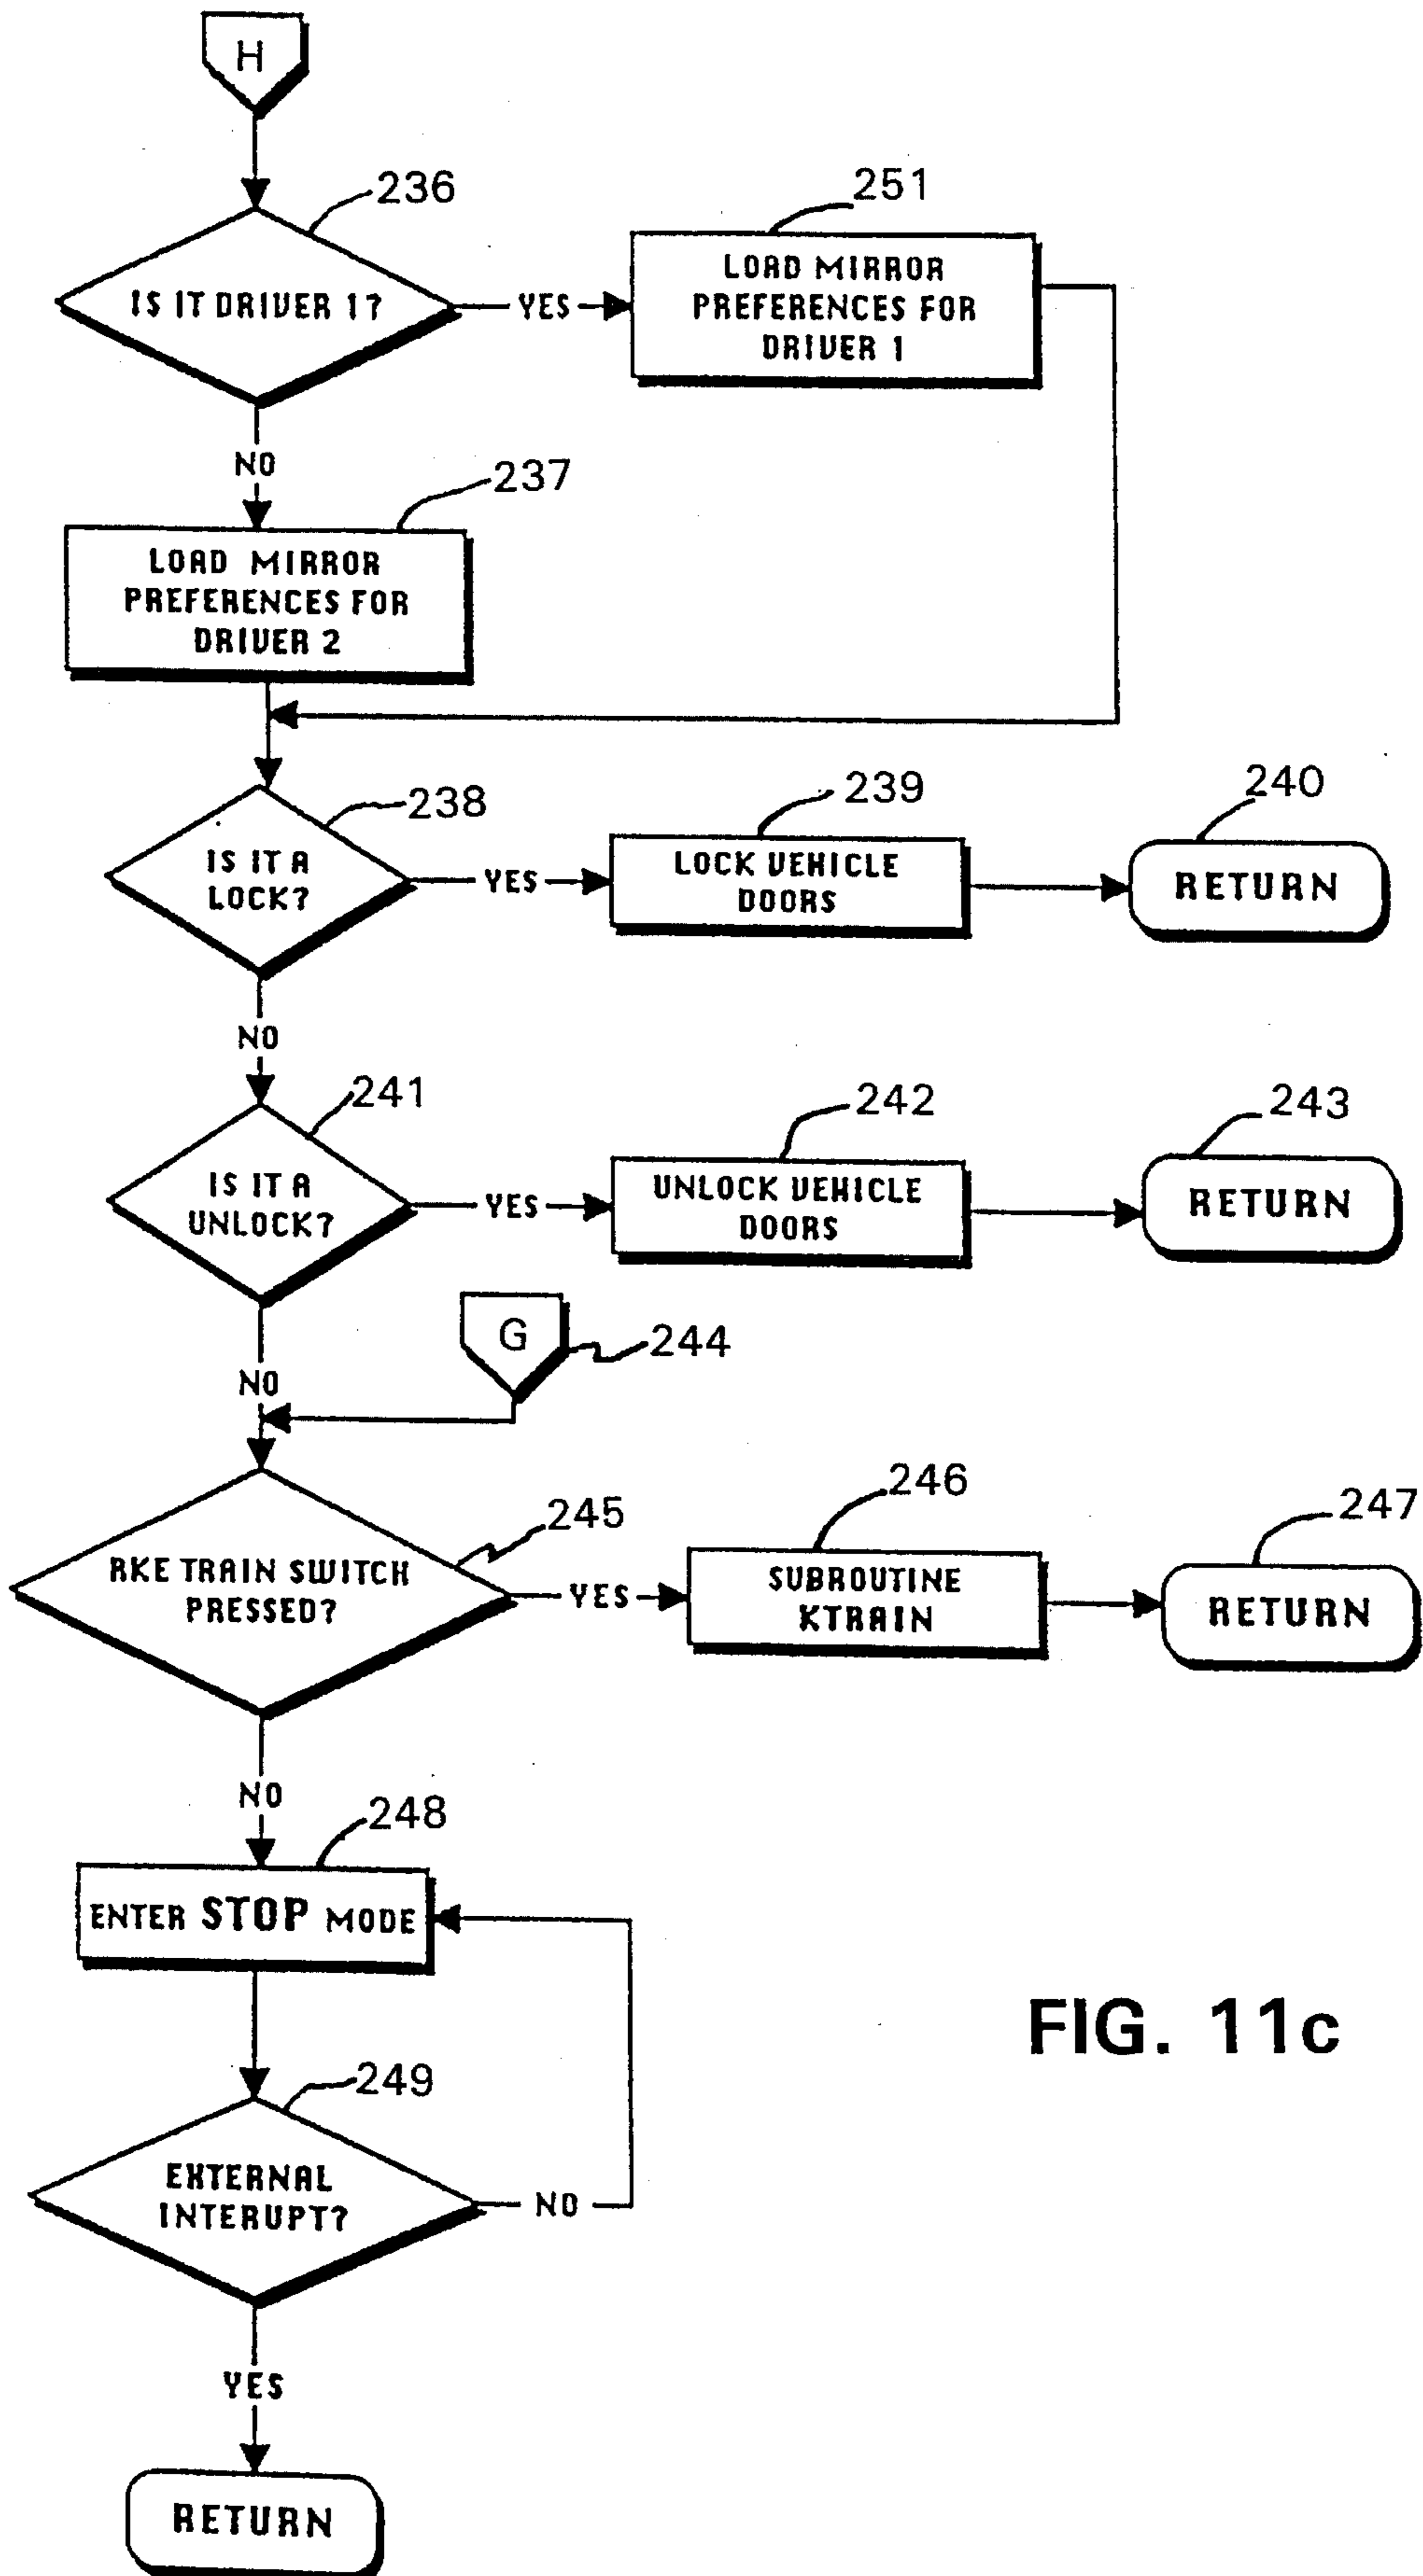 H
236
251
IS IT DRIVER 1?
YES
LOAD MIRROR
PREFERENCES FOR
DRIVER 1
NO
237
LOAD MIRROR
PREFERENCES FOR
DRIVER 2
238
239
240
IS IT A
LOCK?
YES
LOCK VEHICLE
DOORS
RETURN
NO
241
242
243
IS IT A
UNLOCK?
YES
UNLOCK VEHICLE
DOORS
RETURN
G
244
NO
245
246
247
RKE TRAIN SWITCH
PRESSED?
YES
SUBROUTINE
KTRAIN
RETURN
NO
248
ENTER STOP MODE
FIG. 11c
249
EXTERNAL
INTERUPT?
NO
YES
RETURN